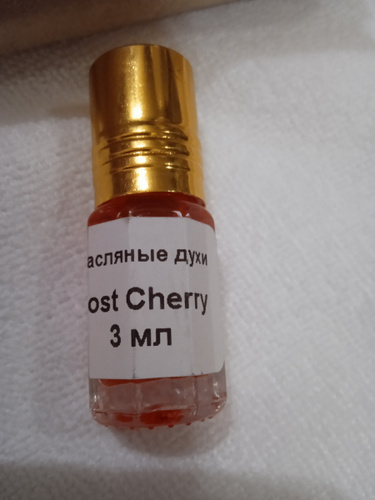 асляные духи
ost Cherry
3 мл